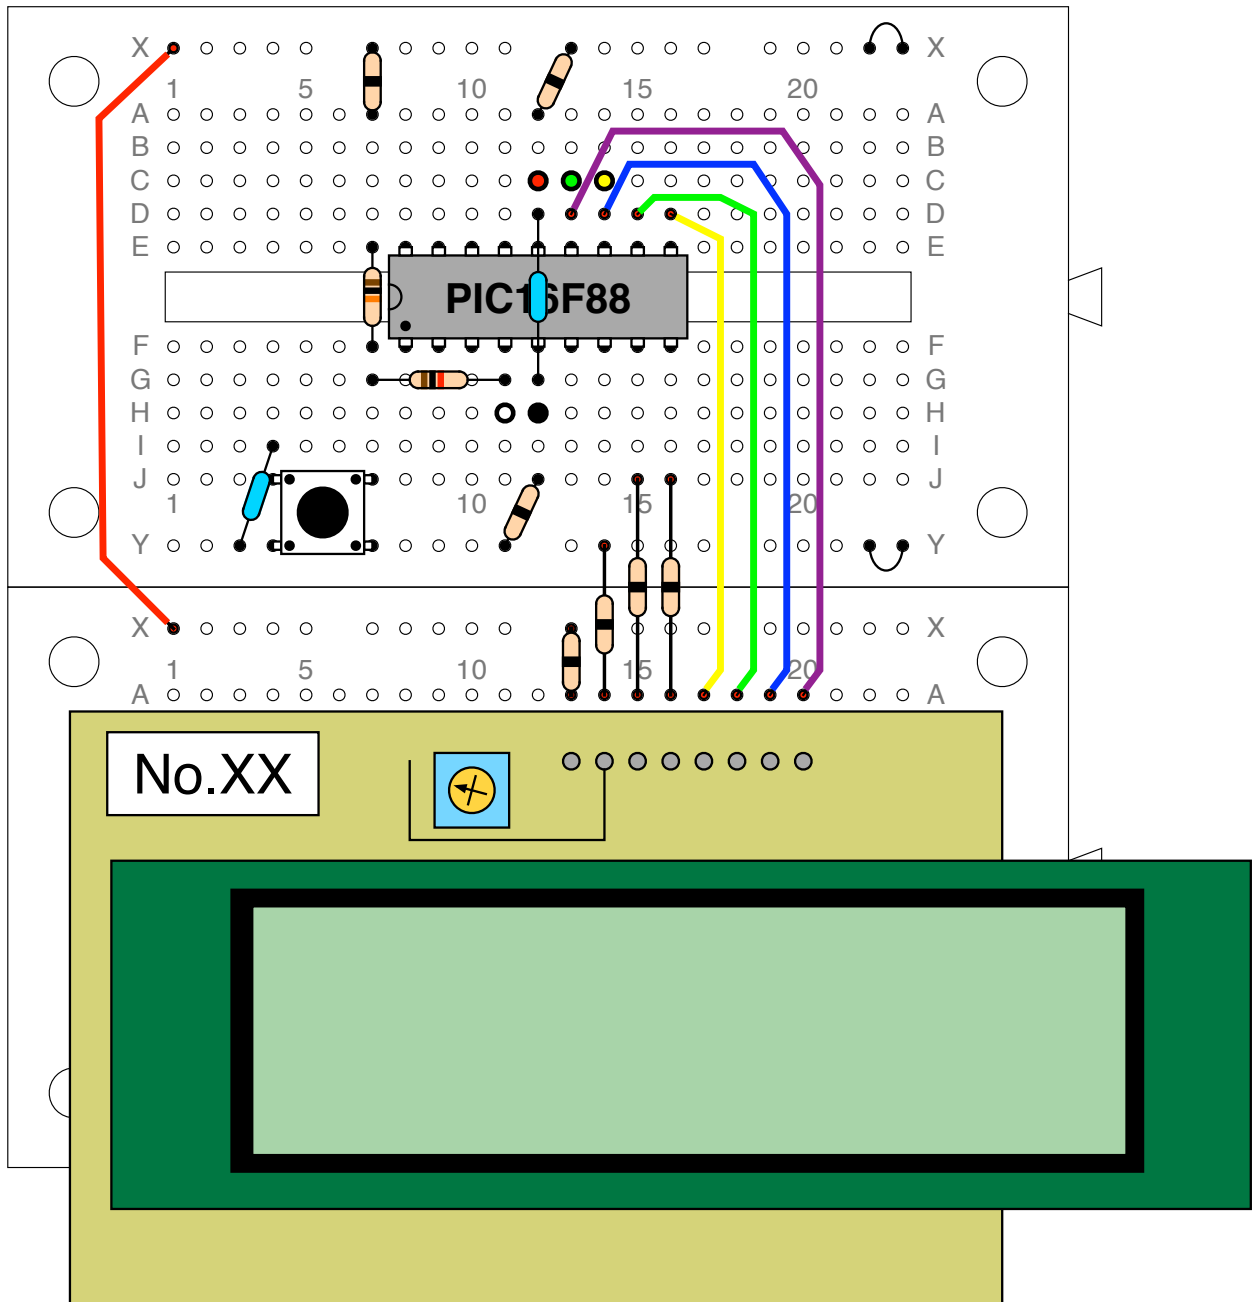 X X
1 5 10 15 20
A A
B B
C C
D D
E E
PIC16F88
F F
G G
H H
I I
J J
1 10 15 20
Y Y
X X
1 5 10 15 20
A A
No.XX